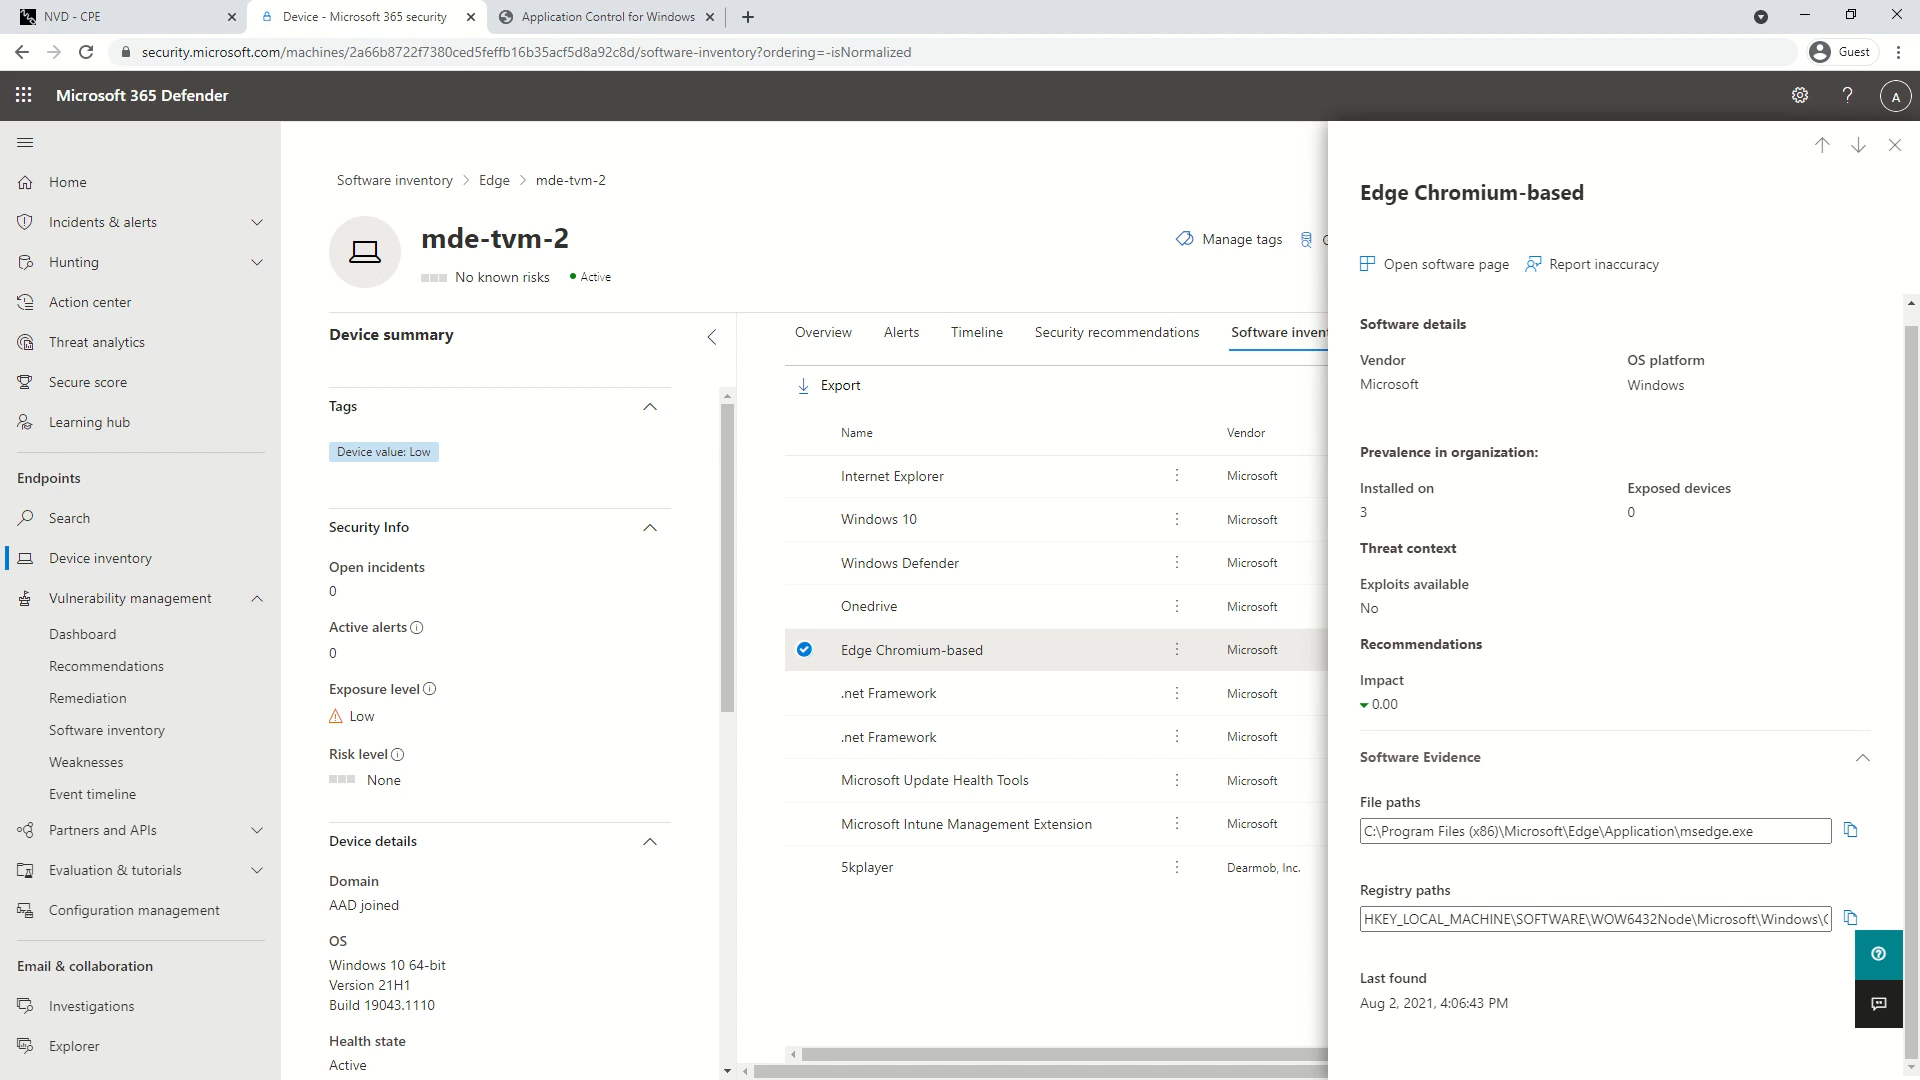 NVD - CPE
Device - Microsoft 365 security
Application Control for Windows
security.microsoft.com/machines/2a66b8722f7380ced5feffb16b35acf5d8a92c8d/software-inventory?ordering=-isNormalized
Guest
Microsoft 365 Defender
A
Home
Incidents & alerts
Hunting
Action center
Threat analytics
Secure score
Learning hub
Endpoints
Search
Device inventory
Vulnerability management
Dashboard
Recommendations
Remediation
Software inventory
Weaknesses
Event timeline
Partners and APIs
Evaluation & tutorials
Configuration management
Email & collaboration
Investigations
Explorer
Software inventory > Edge > mde-tvm-2
mde-tvm-2
No known risks
Active
Manage tags
Device summary
Tags
Device value: Low
Security Info
Open incidents
0
Active alerts
0
Exposure level
Low
Risk level
None
Device details
Domain
AAD joined
OS
Windows 10 64-bit
Version 21H1
Build 19043.1110
Health state
Active
Overview
Alerts
Timeline
Security recommendations
Software invent
Export
Name Vendor
Internet Explorer Microsoft
Windows 10 Microsoft
Windows Defender Microsoft
Onedrive Microsoft
Edge Chromium-based Microsoft
.net Framework Microsoft
.net Framework Microsoft
Microsoft Update Health Tools Microsoft
Microsoft Intune Management Extension Microsoft
5kplayer Dearmob, Inc.
Edge Chromium-based
Open software page
Report inaccuracy
Software details
Vendor OS platform
Microsoft Windows
Prevalence in organization:
Installed on Exposed devices
3 0
Threat context
Exploits available
No
Recommendations
Impact
0.00
Software Evidence
File paths
C:\Program Files (x86)\Microsoft\Edge\Application\msedge.exe
Registry paths
HKEY_LOCAL_MACHINE\SOFTWARE\WOW6432Node\Microsoft\Windows\
Last found
Aug 2, 2021, 4:06:43 PM